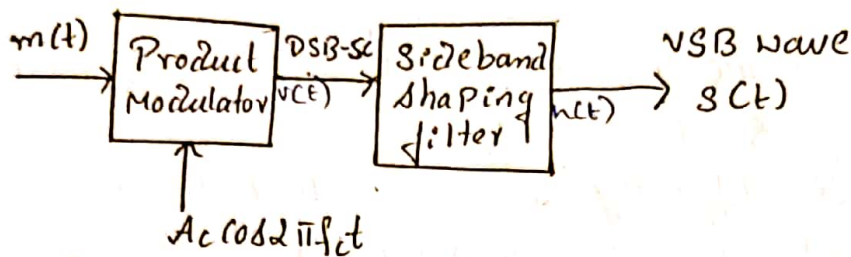 m(t)
Product
Modulator
DSB-SC
v(t)
Sideband
shaping
filter
h(t)
VSB wave
s(t)
Ac cos2πfct